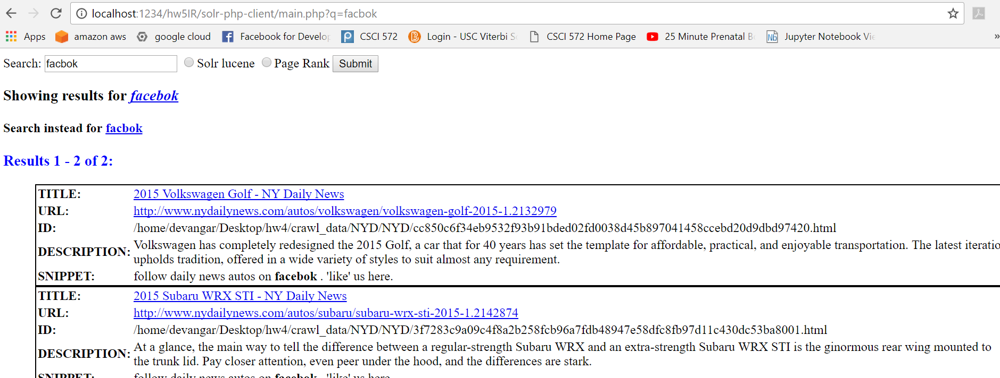 localhost:1234/hw5IR/solr-php-client/main.php?q=facbok
Apps amazon aws google cloud Facebook for Develop CSCI 572 Login - USC Viterbi S CSCI 572 Home Page 25 Minute Prenatal B Jupyter Notebook Vie »
Search: facbok Solr lucene Page Rank Submit
Showing results for facebok
Search instead for facbok
Results 1 - 2 of 2:
TITLE: 2015 Volkswagen Golf - NY Daily News
URL: http://www.nydailynews.com/autos/volkswagen/volkswagen-golf-2015-1.2132979
ID: /home/devangar/Desktop/hw4/crawl_data/NYD/NYD/cc850c6f34eb9532f93b91bded02fd0038d45b897041458ccebd20d9dbd97420.html
DESCRIPTION: Volkswagen has completely redesigned the 2015 Golf, a car that for 40 years has set the template for affordable, practical, and enjoyable transportation. The latest iteratio
upholds tradition, offered in a wide variety of styles to suit almost any requirement.
SNIPPET: follow daily news autos on facebok . 'like' us here.
TITLE: 2015 Subaru WRX STI - NY Daily News
URL: http://www.nydailynews.com/autos/subaru/subaru-wrx-sti-2015-1.2142874
ID: /home/devangar/Desktop/hw4/crawl_data/NYD/NYD/3f7283c9a09c4f8a2b258fcb96a7fdb48947e58dfc8fb97d11c430dc53ba8001.html
DESCRIPTION: At a glance, the main way to tell the difference between a regular-strength Subaru WRX and an extra-strength Subaru WRX STI is the ginormous rear wing mounted to
the trunk lid. Pay closer attention, even peer under the hood, and the differences are stark.
SNIPPET: follow daily news autos on facebok . 'like' us here.